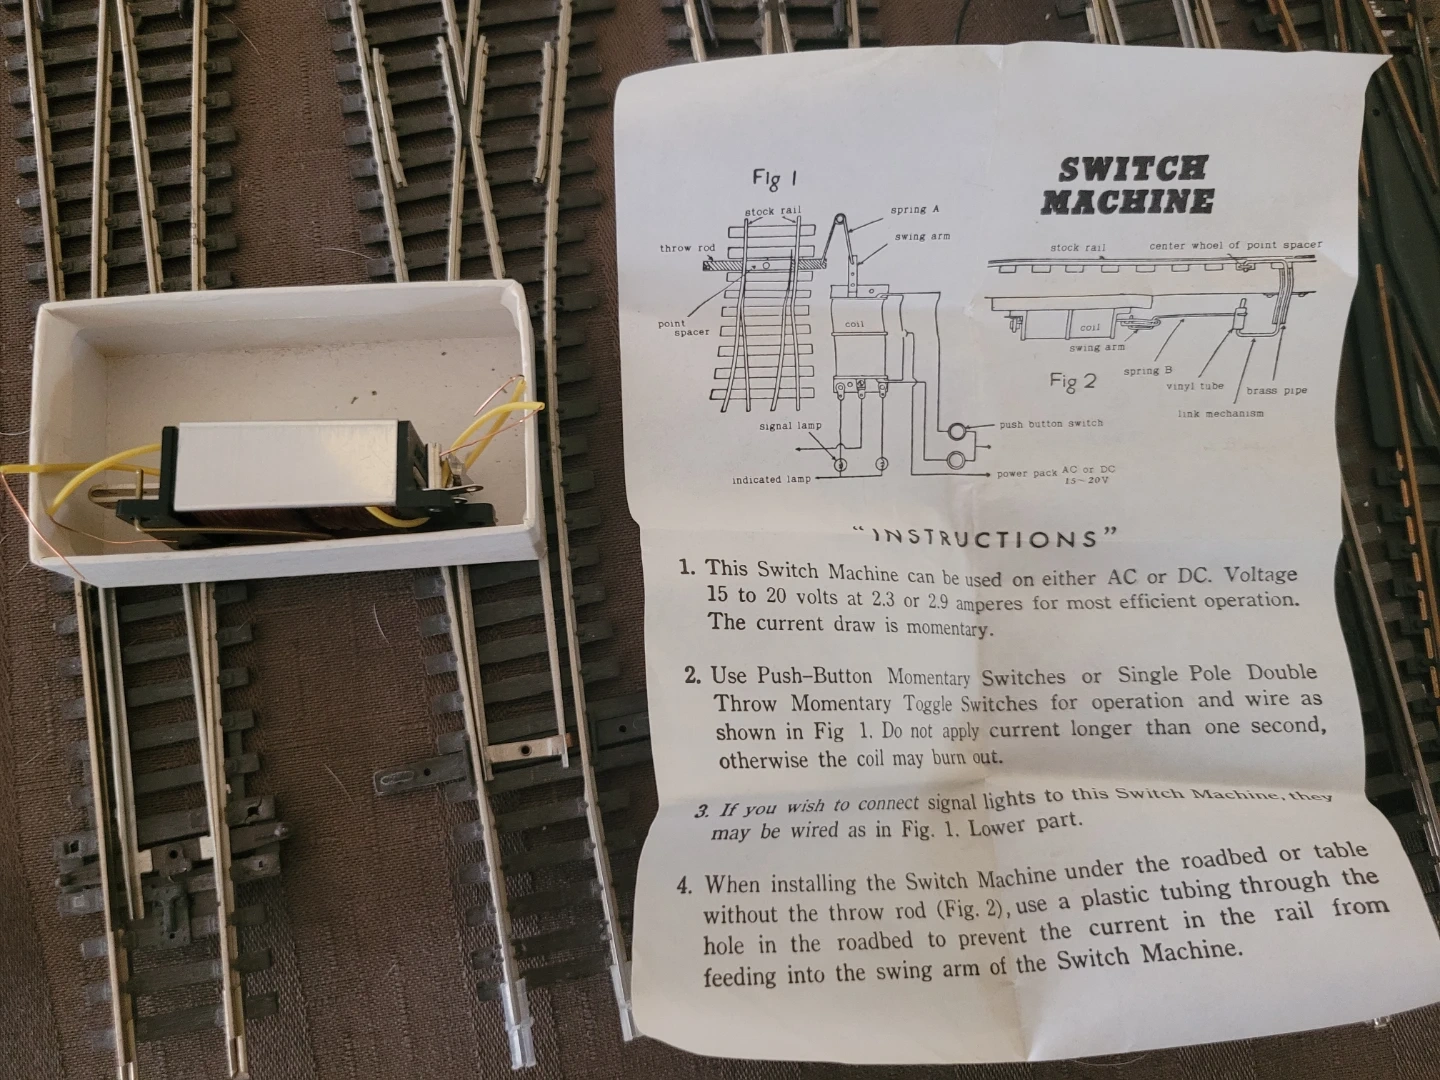 SWITCH
MACHINE
Fig 1
stock rail
spring A
throw rod
swing arm
point
spacer
coil
signal lamp
push button switch
indicated lamp
power pack AC or DC
15~20V
stock rail
center whoel of point spacer
coil
swing arm
spring B
Fig 2
vinyl tube
brass pipe
link mechanism
"INSTRUCTIONS"
1. This Switch Machine can be used on either AC or DC. Voltage
15 to 20 volts at 2.3 or 2.9 amperes for most efficient operation.
The current draw is momentary.
2. Use Push-Button Momentary Switches or Single Pole Double
Throw Momentary Toggle Switches for operation and wire as
shown in Fig 1. Do not apply current longer than one second,
otherwise the coil may burn out.
3. If you wish to connect signal lights to this Switch Machine, they
may be wired as in Fig. 1. Lower part.
4. When installing the Switch Machine under the roadbed or table
without the throw rod (Fig. 2), use a plastic tubing through the
hole in the roadbed to prevent the current in the rail from
feeding into the swing arm of the Switch Machine.